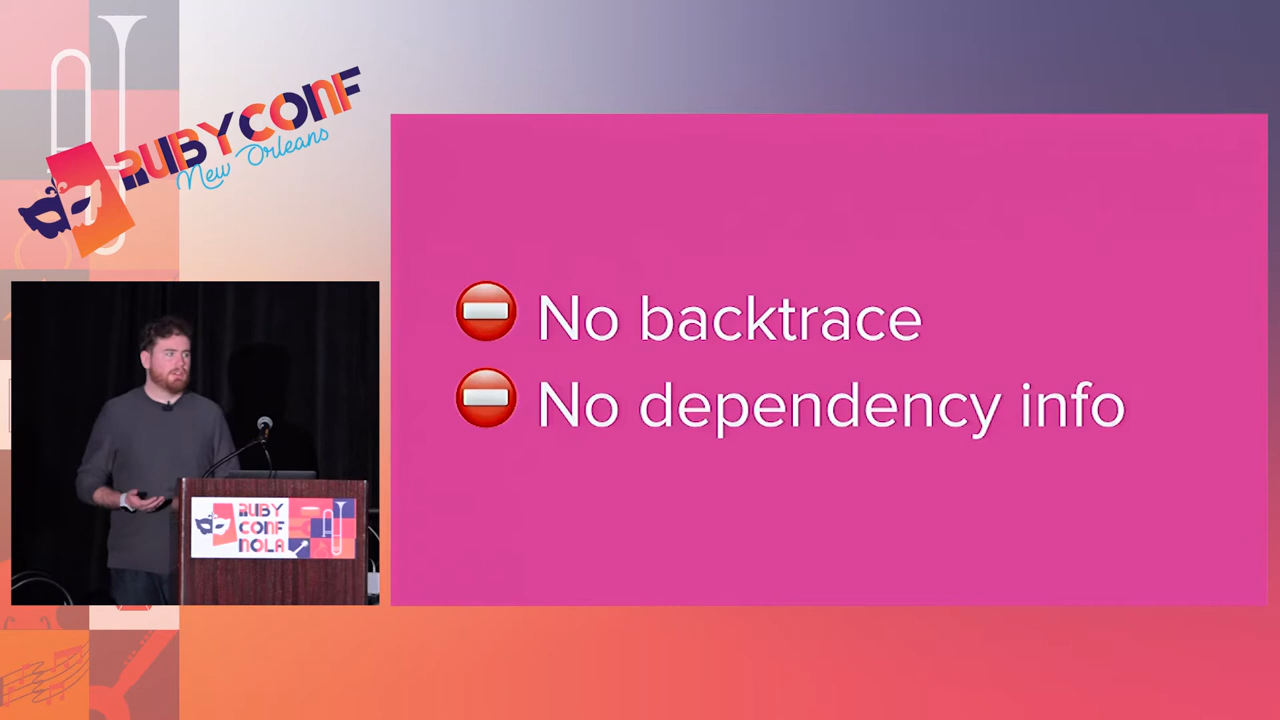 RUBYCONF
New Orleans
⛔ No backtrace
⛔ No dependency info
RUBY
CONF
NOLA